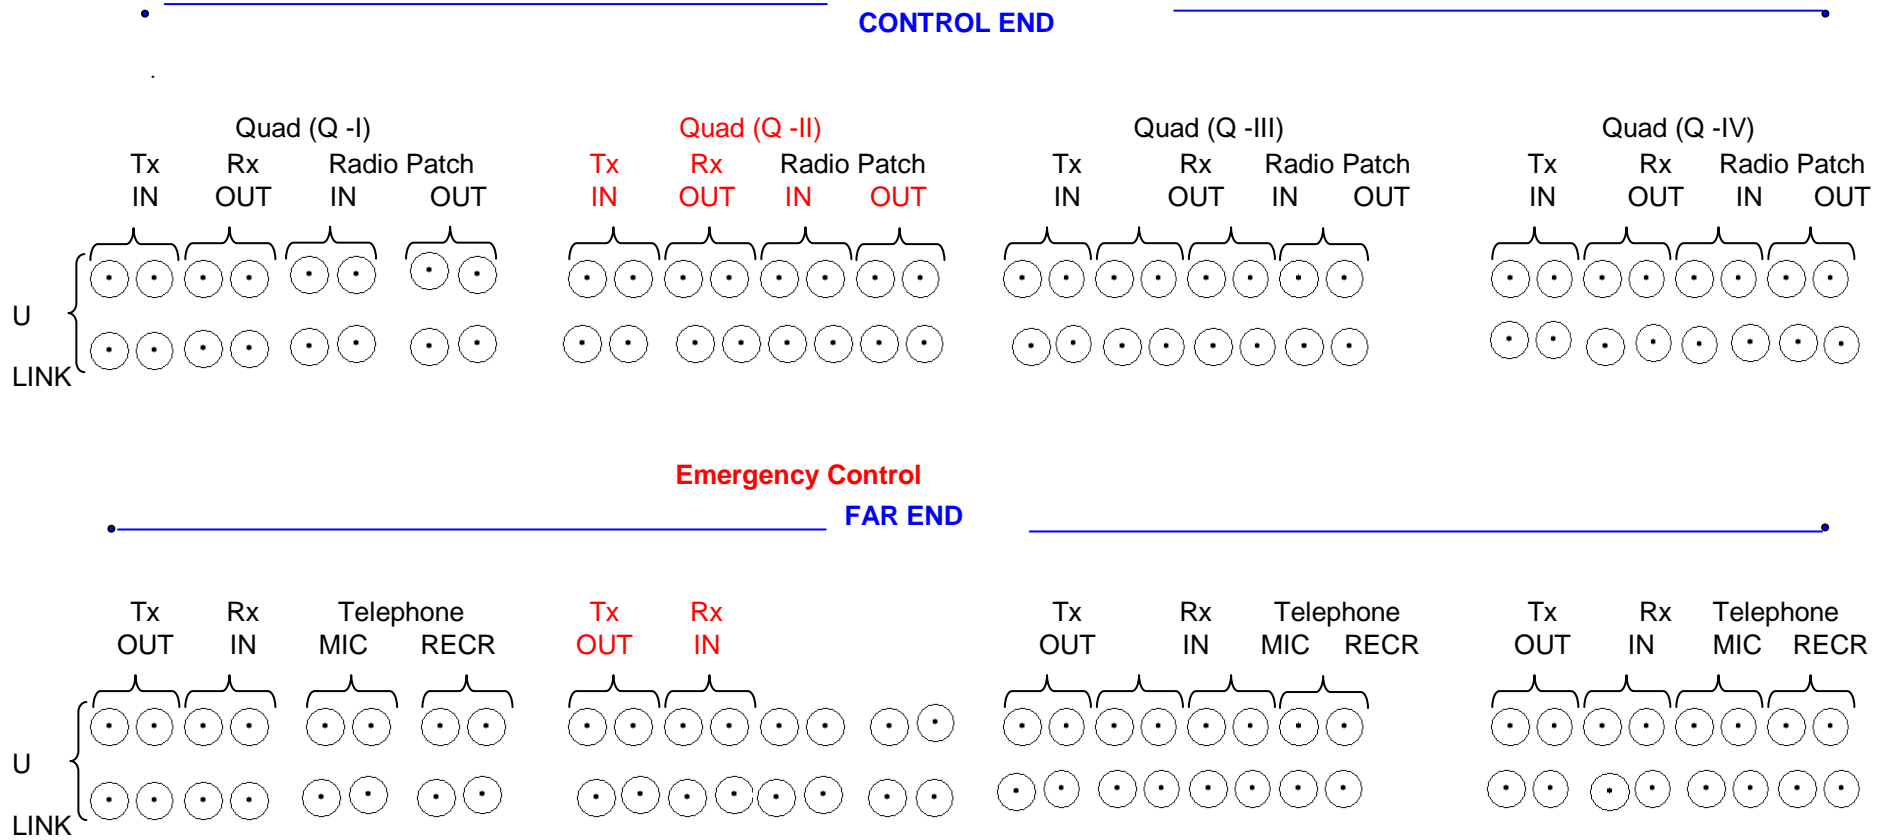 CONTROL END
Quad (Q -I) Quad (Q -II) Quad (Q -III) Quad (Q -IV)
Tx Rx Radio Patch Tx Rx Radio Patch Tx Rx Radio Patch Tx Rx Radio Patch
IN OUT IN OUT IN OUT IN OUT IN OUT IN OUT IN OUT IN OUT
U
LINK
Emergency Control
FAR END
Tx Rx Telephone Tx Rx Tx Rx Telephone Tx Rx Telephone
OUT IN MIC RECR OUT IN OUT IN MIC RECR OUT IN MIC RECR
U
LINK